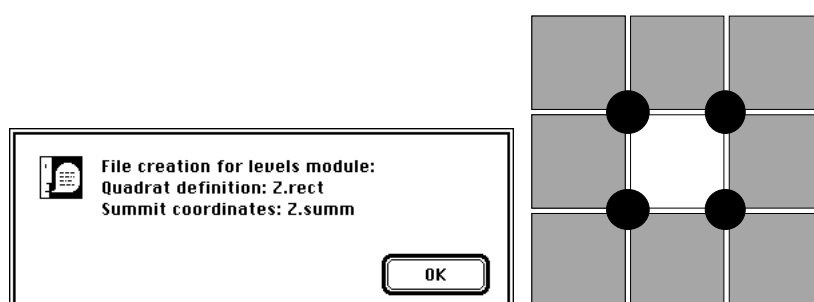 File creation for levels module:
Quadrat definition: Z.rect
Summit coordinates: Z.summ
OK